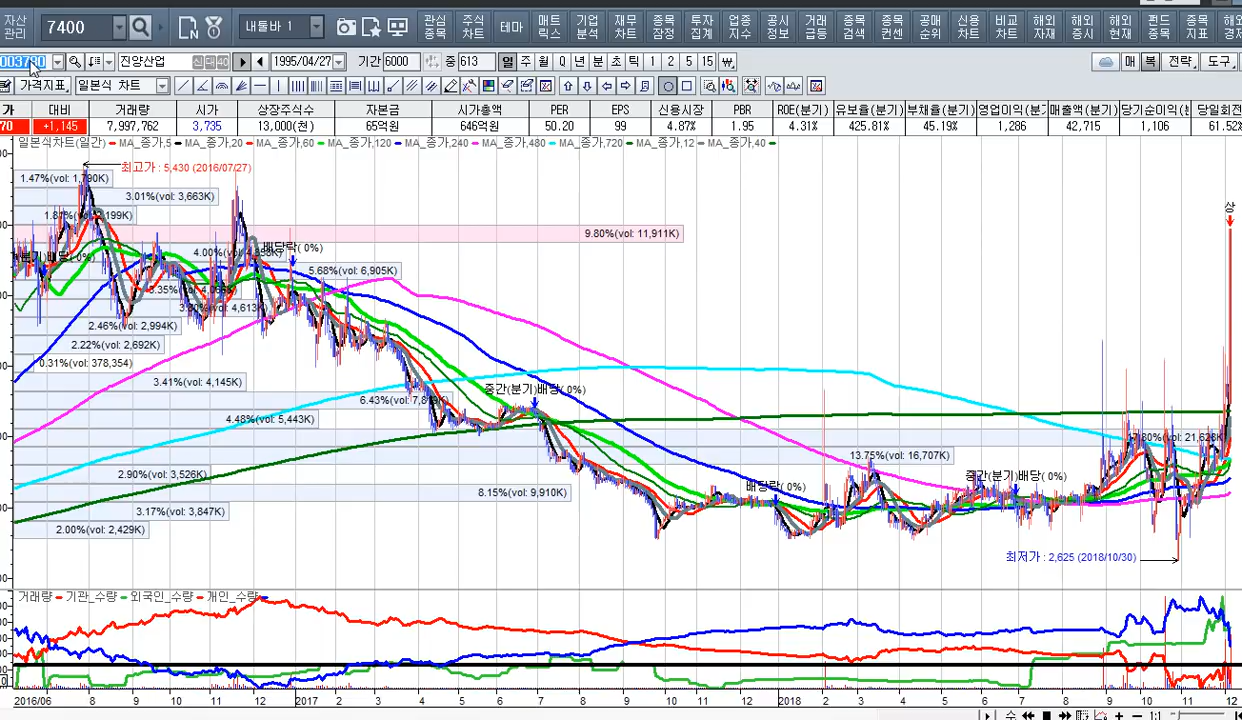 자산 관리 7400 내툴바 1 관심 종목 주식 차트 테마 매트 릭스 기업 분석 재무 차트 종목 잠정 투자 집계 업종 지수 공시 정보 거래 급등 종목 검색 종목 컨센 공매 순위 신용 차트 비교 차트 해외 자재 해외 증시 해외 현재 펀드 종목 종목 지표
003780 진양산업 1995/04/27 기간 6000 중 613 일 주 월 Q 년 분 초 틱 1 2 3 5 15 매 복 전략 도구
가격지표 일본식 차트
가 대비 거래량 시가 상장주식수 자본금 시가총액 PER EPS 신용시장 PBR ROE(분기) 유보율(분기) 부채율(분기) 영업이익(분기 매출액(분기) 당기순이익(분 당일회전
70 +1,145 7,997,762 3,735 13,000(천) 65억원 646억원 50.20 99 4.87% 1.95 4.31% 425.81% 45.19% 1,286 42,715 1,106 61.52%
일본식차트(일간) MA_종가,5 MA_종가,20 MA_종가,60 MA_종가,120 MA_종가,240 MA_종가,480 MA_종가,720 MA_종가,12 MA_종가,40
최고가 : 5,430 (2016/07/27)
1.47%(vol: 1,790K)
3.01%(vol: 3,663K)
상
9.80%(vol: 11,911K)
배당락( 0%)
5.68%(vol: 6,905K)
2.46%(vol: 2,994K)
2.22%(vol: 2,692K)
0.31%(vol: 378,354)
3.41%(vol: 4,145K)
중간(분기)배당( 0%)
4.48%(vol: 5,443K)
13.75%(vol: 16,707K)
2.90%(vol: 3,526K)
중간(분기)배당( 0%)
배당락( 0%)
8.15%(vol: 9,910K)
3.17%(vol: 3,847K)
2.00%(vol: 2,429K)
최저가 : 2,625 (2018/10/30)
거래량 기관_수량 외국인_수량 개인_수량
2016/06 7 8 9 10 11 12 2017 2 3 4 5 6 7 8 9 10 11 12 2018 2 3 4 5 6 7 8 9 10 11 12
수 1:1